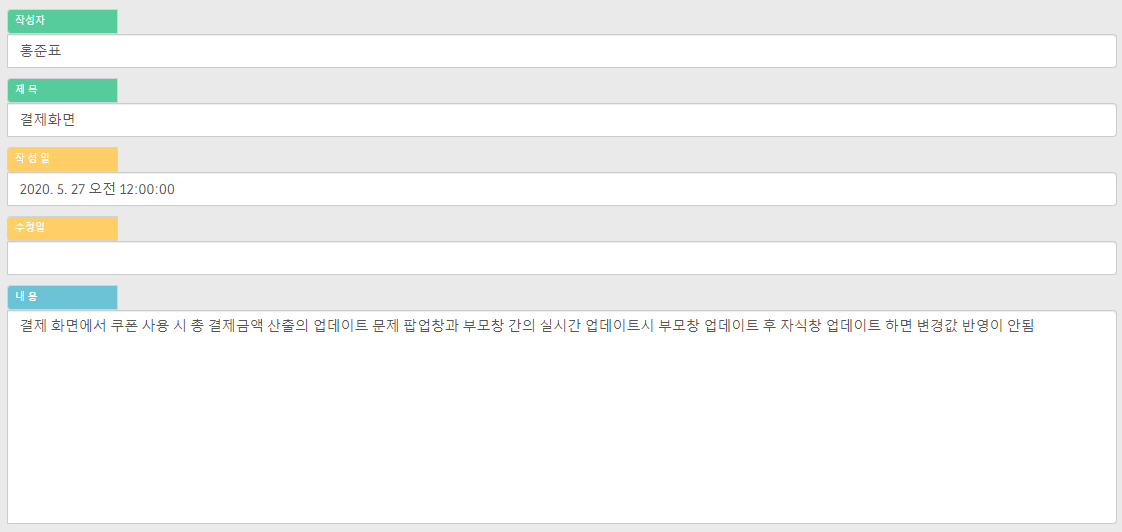 작성자
홍준표
제 목
결제화면
작 성 일
2020. 5. 27 오전 12:00:00
수정일
내 용
결제 화면에서 쿠폰 사용 시 총 결제금액 산출의 업데이트 문제 팝업창과 부모창 간의 실시간 업데이트시 부모창 업데이트 후 자식창 업데이트 하면 변경값 반영이 안됨